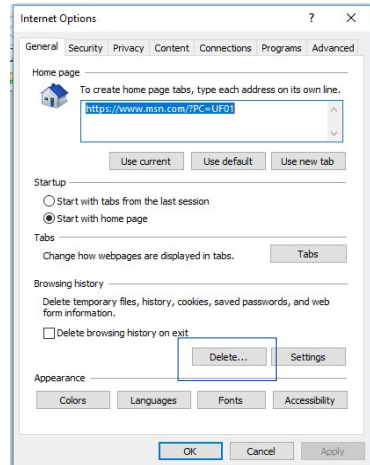 Internet Options ? X
General Security Privacy Content Connections Programs Advanced
Home page
To create home page tabs, type each address on its own line.
https://www.msn.com/?PC=UF01
Use current Use default Use new tab
Startup
Start with tabs from the last session
Start with home page
Tabs
Change how webpages are displayed in tabs. Tabs
Browsing history
Delete temporary files, history, cookies, saved passwords, and web
form information.
Delete browsing history on exit
Delete... Settings
Appearance
Colors Languages Fonts Accessibility
OK Cancel Apply